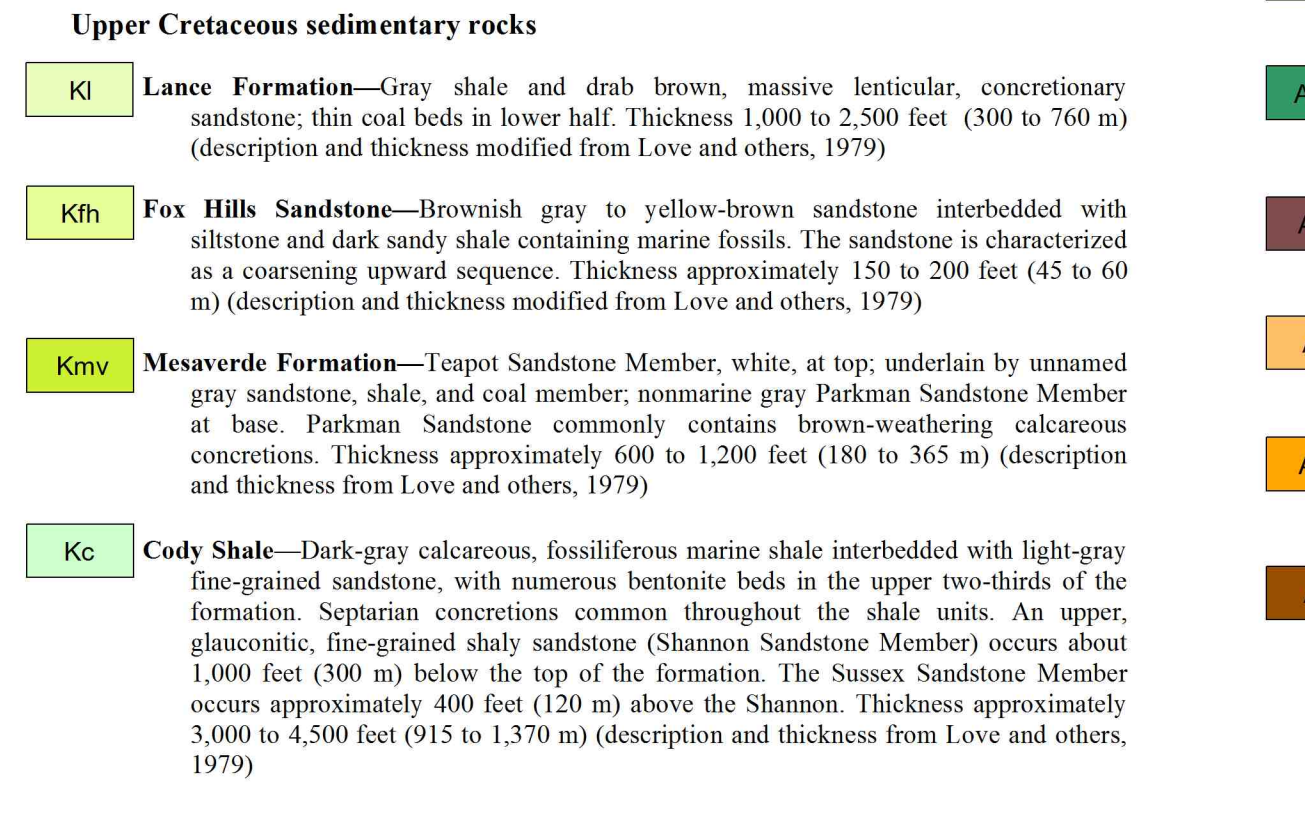 Upper Cretaceous sedimentary rocks
Kl
Lance Formation—Gray shale and drab brown, massive lenticular, concretionary
sandstone; thin coal beds in lower half. Thickness 1,000 to 2,500 feet (300 to 760 m)
(description and thickness modified from Love and others, 1979)
Kfh
Fox Hills Sandstone—Brownish gray to yellow-brown sandstone interbedded with
siltstone and dark sandy shale containing marine fossils. The sandstone is characterized
as a coarsening upward sequence. Thickness approximately 150 to 200 feet (45 to 60
m) (description and thickness modified from Love and others, 1979)
Kmv
Mesaverde Formation—Teapot Sandstone Member, white, at top; underlain by unnamed
gray sandstone, shale, and coal member; nonmarine gray Parkman Sandstone Member
at base. Parkman Sandstone commonly contains brown-weathering calcareous
concretions. Thickness approximately 600 to 1,200 feet (180 to 365 m) (description
and thickness from Love and others, 1979)
Kc
Cody Shale—Dark-gray calcareous, fossiliferous marine shale interbedded with light-gray
fine-grained sandstone, with numerous bentonite beds in the upper two-thirds of the
formation. Septarian concretions common throughout the shale units. An upper,
glauconitic, fine-grained shaly sandstone (Shannon Sandstone Member) occurs about
1,000 feet (300 m) below the top of the formation. The Sussex Sandstone Member
occurs approximately 400 feet (120 m) above the Shannon. Thickness approximately
3,000 to 4,500 feet (915 to 1,370 m) (description and thickness from Love and others,
1979)